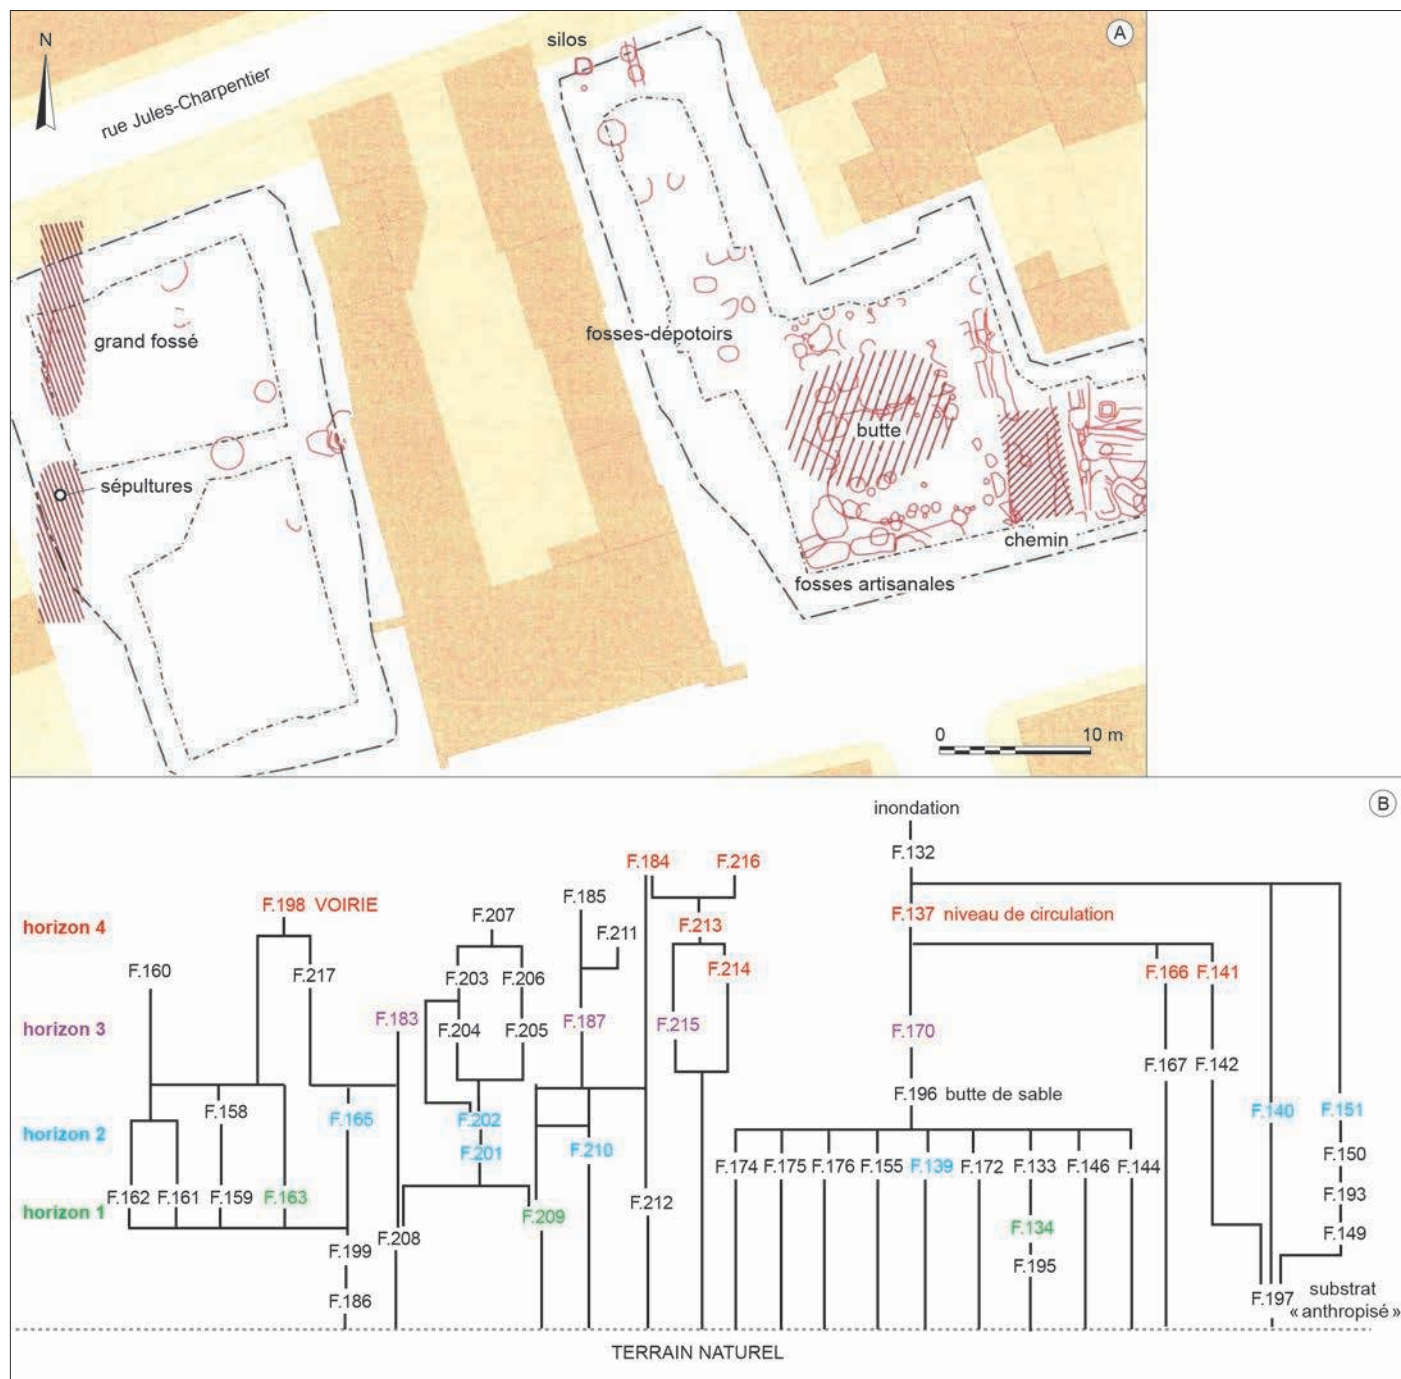 A
N
silos
rue Jules-Charpentier
grand fossé
fosses-dépotoirs
butte
sépultures
chemin
fosses artisanales
0 10 m
B
inondation
F.132
F.184 F.216
F.198 VOIRIE
F.185
F.137 niveau de circulation
horizon 4
F.207
F.213
F.211
F.160
F.217
F.203 F.206
F.214
F.166 F.141
horizon 3
F.183
F.204 F.205
F.187
F.215
F.170
F.167 F.142
F.196 butte de sable
F.158
F.165
F.202
F.140 F.151
horizon 2
F.201
F.210
F.150
F.174 F.175 F.176 F.155 F.139 F.172 F.133 F.146 F.144
F.162 F.161 F.159 F.163
F.193
horizon 1
F.212
F.209
F.134
F.149
F.208
F.199
F.195
F.186
F.197
substrat
« anthropisé »
TERRAIN NATUREL